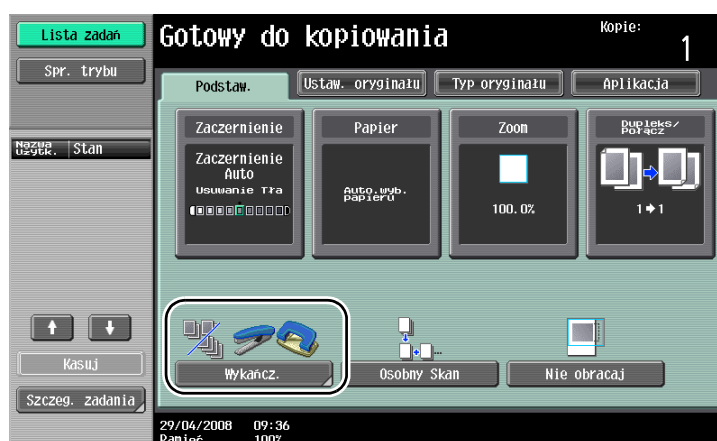 Lista zadań
Spr. trybu
Nazwa użytk.
Stan
Kasuj
Szczeg. zadania
Gotowy do kopiowania
Kopie:
1
Podstaw.
Ustaw. oryginału
Typ oryginału
Aplikacja
Zaczernienie
Zaczernienie
Auto
Usuwanie Tła
Papier
Auto.wyb.
papieru
Zoom
100.0%
Dupleks/
Połącz
1➔1
Wykańcz.
Osobny Skan
Nie obracaj
29/04/2008 09:36
Pamięć 100%